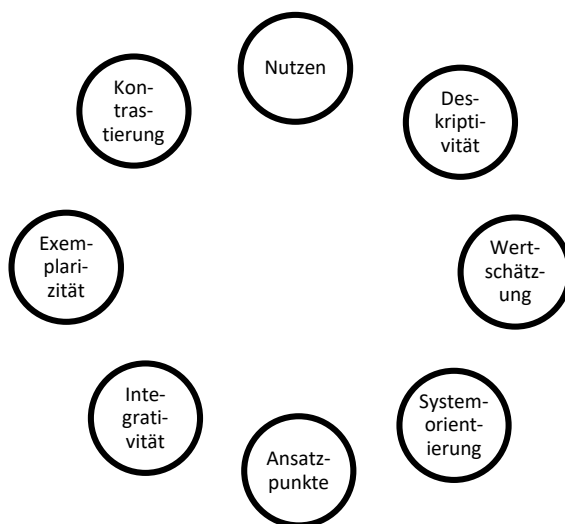 Nutzen
Kon-
tras-
tierung
Des-
kripti-
vität
Exem-
plari-
zität
Wert-
schätz-
ung
Inte-
grati-
vität
System-
orient-
ierung
Ansatz-
punkte